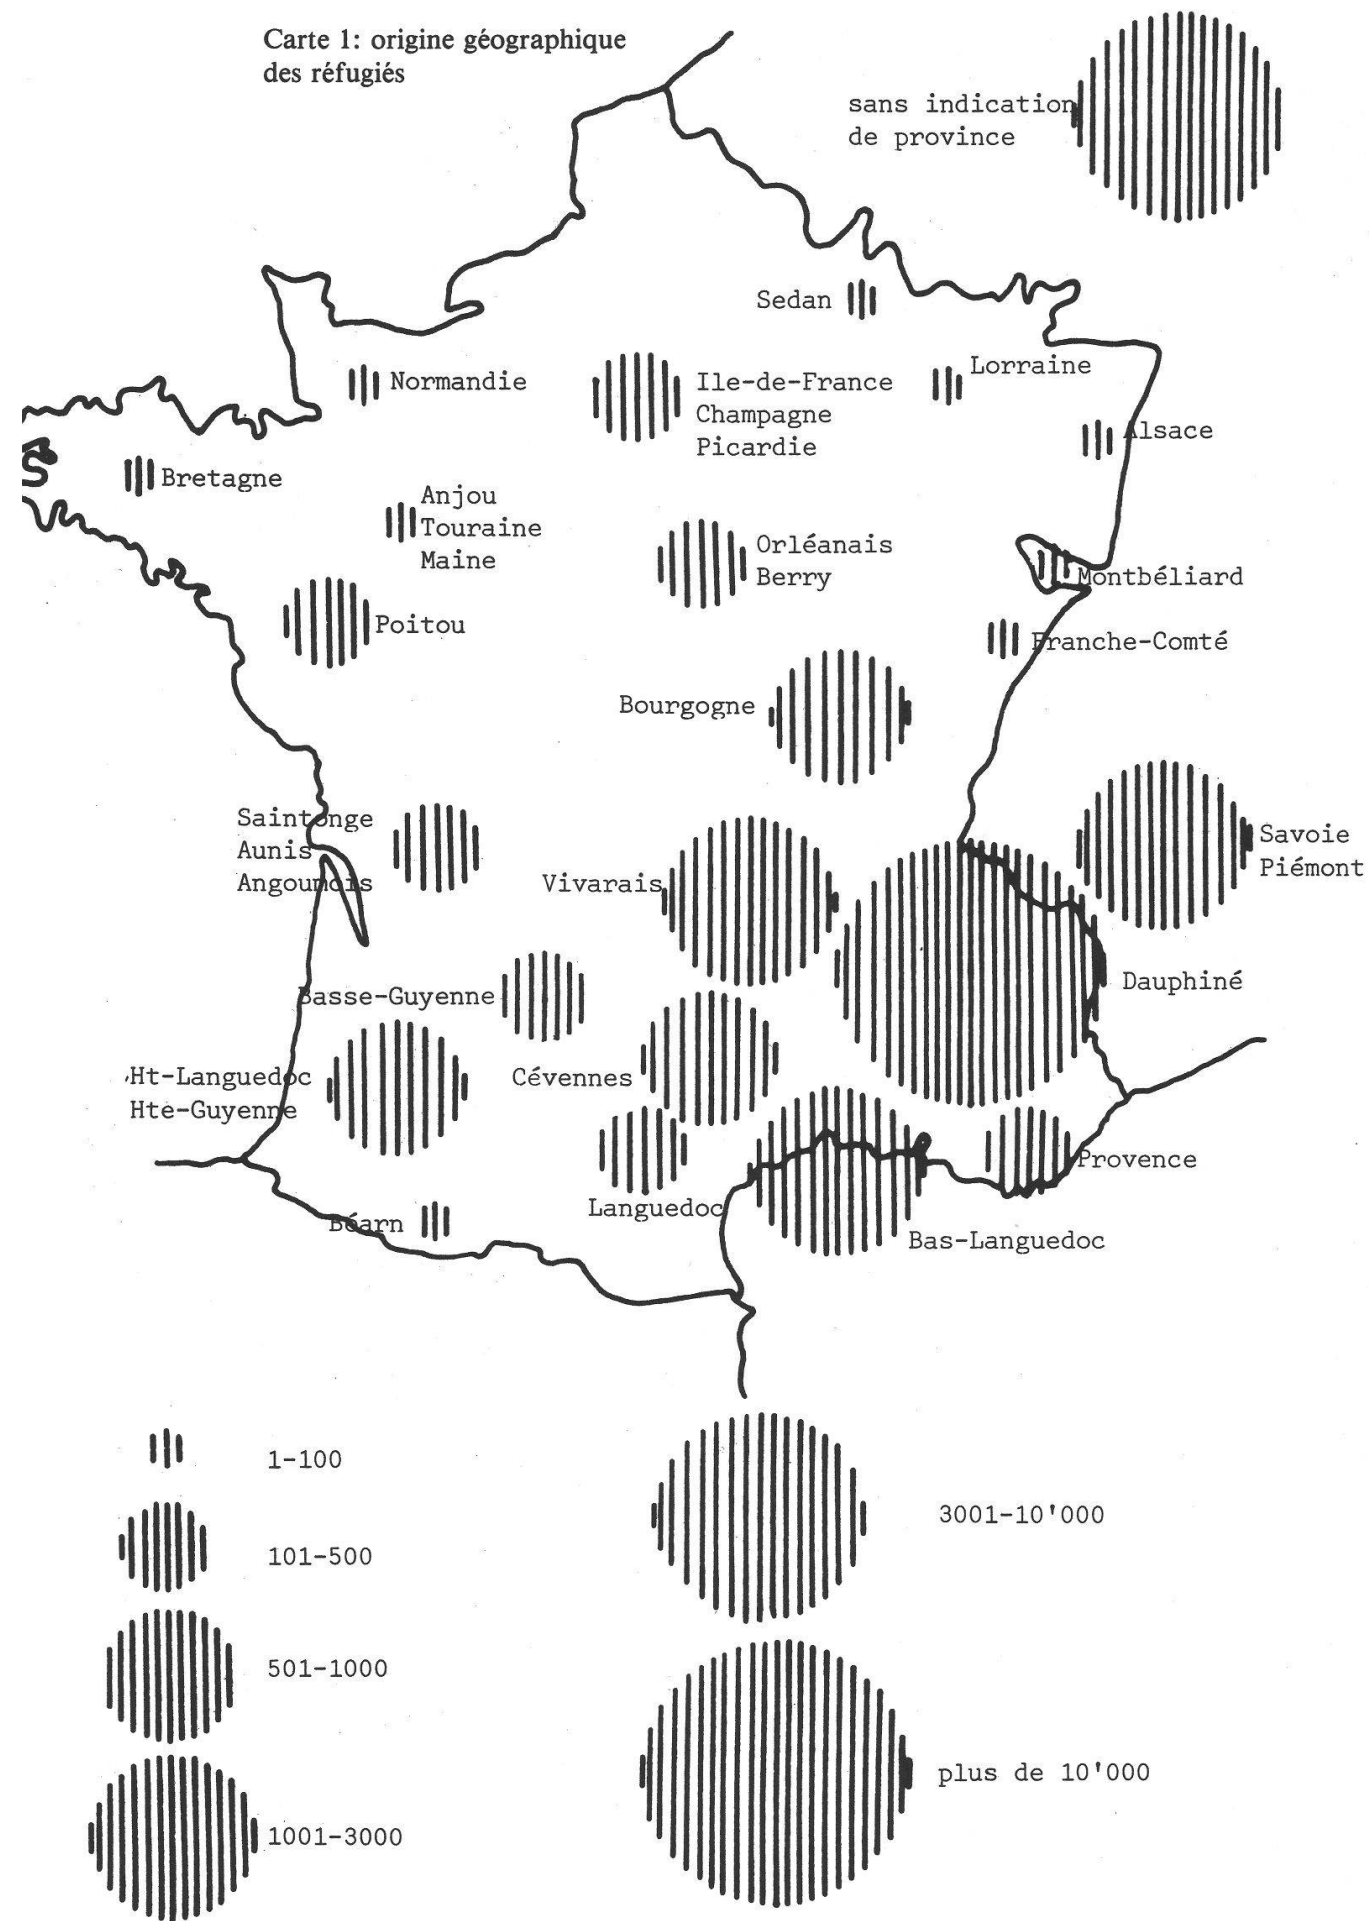 Carte 1: origine géographique
des réfugiés
sans indication
de province
Sedan
Lorraine
Normandie
Ile-de-France
Champagne
Picardie
Alsace
Bretagne
Anjou
Touraine
Maine
Orléanais
Berry
Montbéliard
Poitou
Franche-Comté
Bourgogne
Saintonge
Aunis
Angoumois
Vivarais
Savoie
Piémont
Dauphiné
Basse-Guyenne
Ht-Languedoc
Hte-Guyenne
Cévennes
Provence
Languedoc
Béarn
Bas-Languedoc
1-100
101-500
501-1000
1001-3000
3001-10'000
plus de 10'000